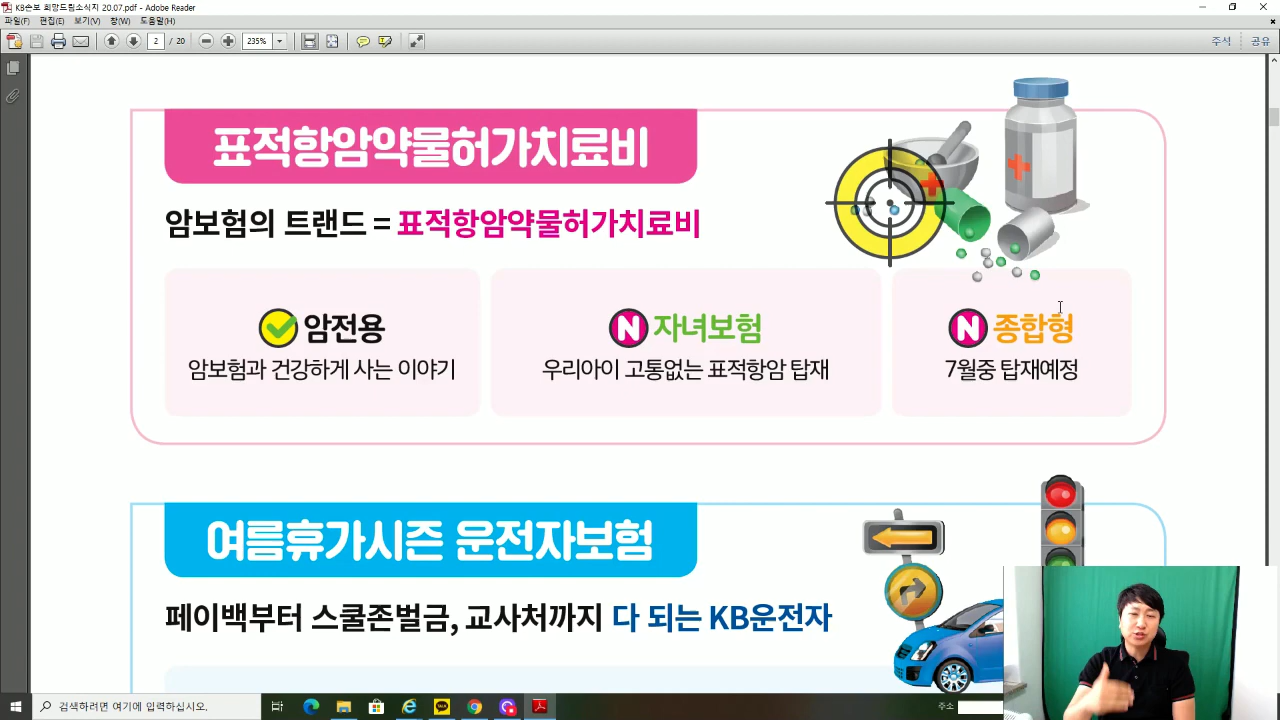 KB손보 희망드림소식지 20.07.pdf - Adobe Reader
파일(F) 편집(E) 보기(V) 창(W) 도움말(H)
2 / 20 235% 주석 공유
표적항암약물허가치료비
암보험의 트랜드 = 표적항암약물허가치료비
암전용
암보험과 건강하게 사는 이야기
N 자녀보험
우리아이 고통없는 표적항암 탑재
N 종합형
7월중 탑재예정
여름휴가시즌 운전자보험
페이백부터 스쿨존벌금, 교사처까지 다 되는 KB운전자
검색하려면 여기에 입력하십시오.
주소